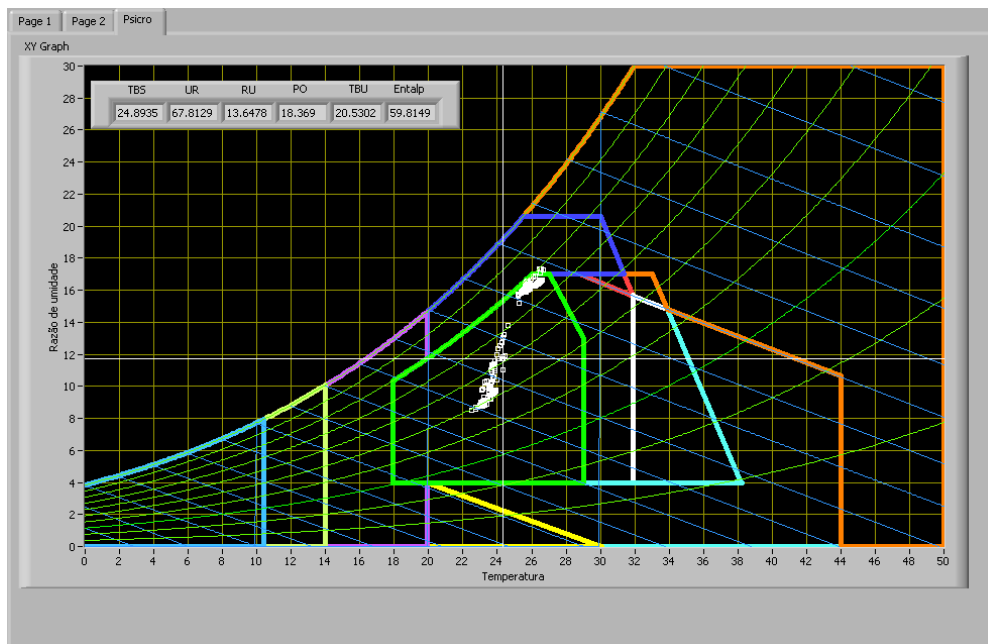 Page 1 Page 2 Psicro
XY Graph
TBS UR RU PO TBU Entalp
24.8935 67.8129 13.6478 18.369 20.5302 59.8149
30
28
26
24
22
20
18
16
14
12
10
8
6
4
2
0
Razão de umidade
0 2 4 6 8 10 12 14 16 18 20 22 24 26 28 30 32 34 36 38 40 42 44 46 48 50
Temperatura